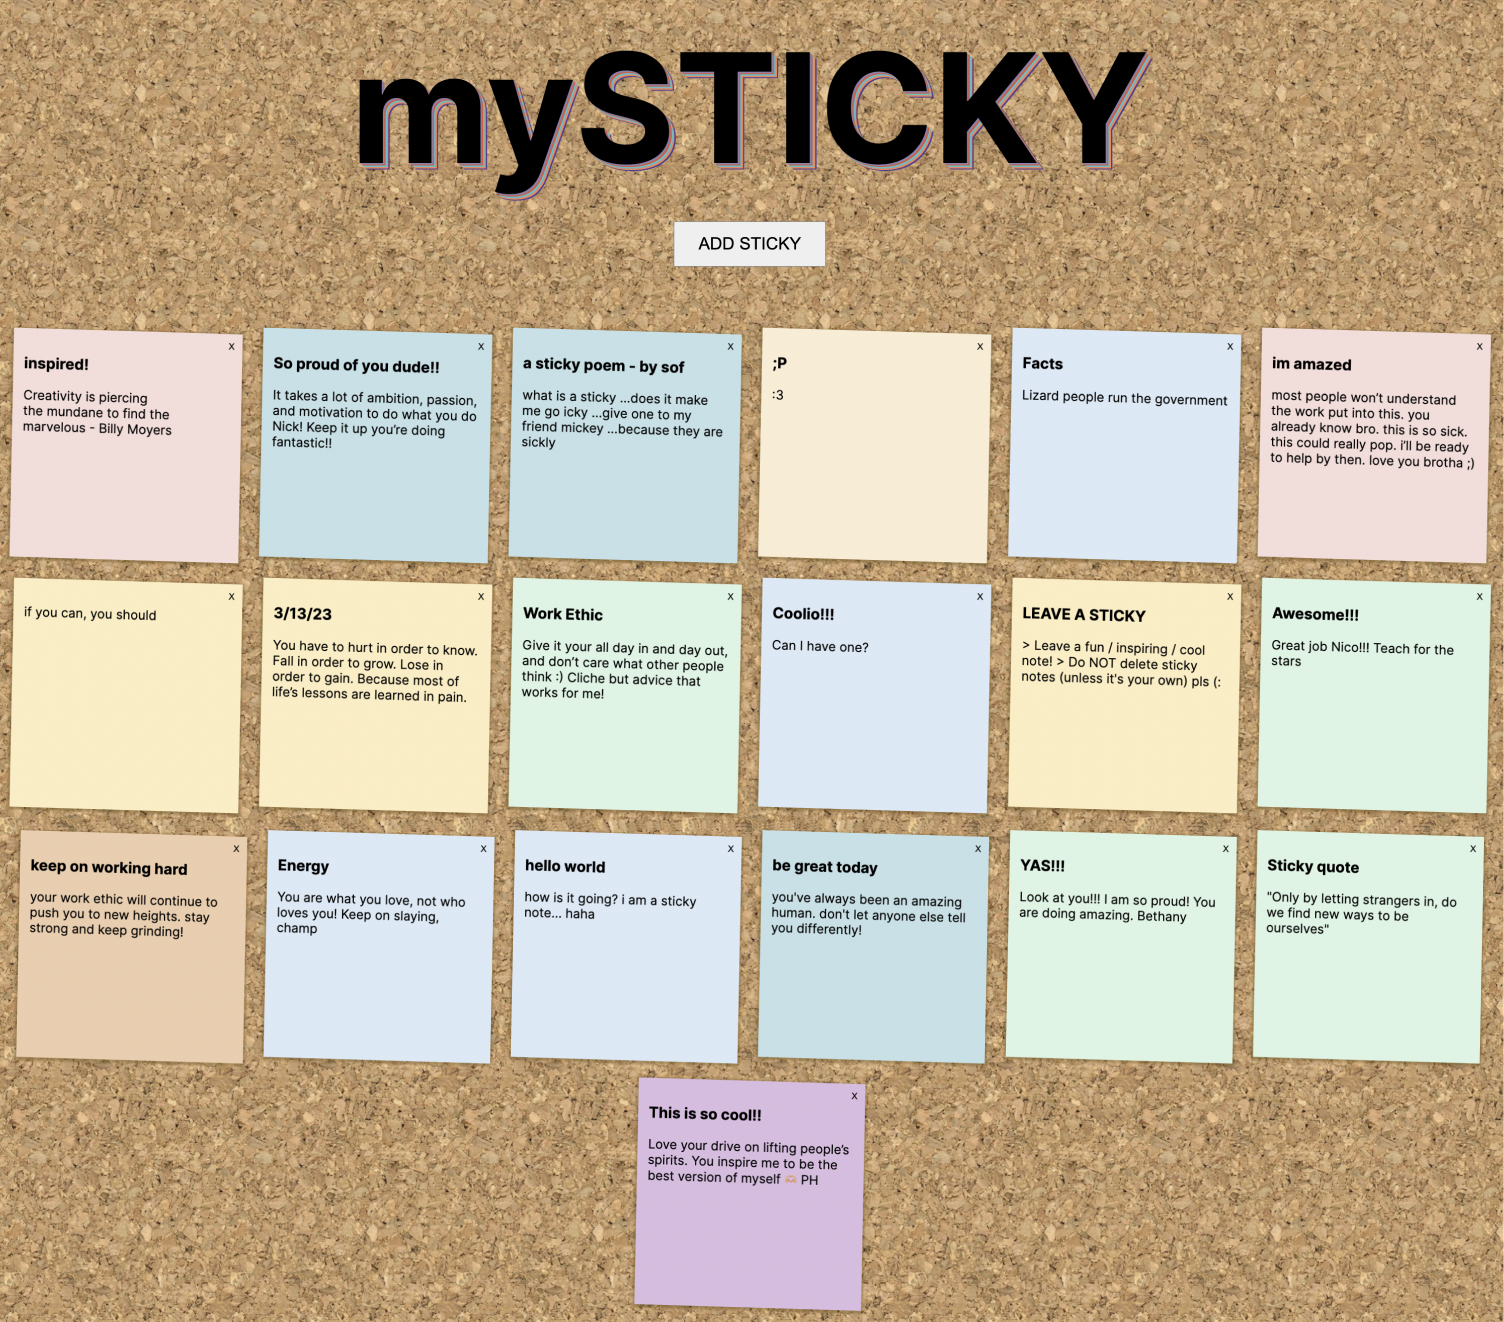 mySTICKY
ADD STICKY
x
inspired!
Creativity is piercing
the mundane to find the
marvelous - Billy Moyers
x
So proud of you dude!!
It takes a lot of ambition, passion,
and motivation to do what you do
Nick! Keep it up you’re doing
fantastic!!
x
a sticky poem - by sof
what is a sticky ...does it make
me go icky ...give one to my
friend mickey ...because they are
sickly
x
;P
:3
x
Facts
Lizard people run the government
x
im amazed
most people won’t understand
the work put into this. you
already know bro. this is so sick.
this could really pop. i’ll be ready
to help by then. love you brotha ;)
x
if you can, you should
x
3/13/23
You have to hurt in order to know.
Fall in order to grow. Lose in
order to gain. Because most of
life’s lessons are learned in pain.
x
Work Ethic
Give it your all day in and day out,
and don’t care what other people
think :) Cliche but advice that
works for me!
x
Coolio!!!
Can I have one?
x
LEAVE A STICKY
> Leave a fun / inspiring / cool
note! > Do NOT delete sticky
notes (unless it's your own) pls (:
x
Awesome!!!
Great job Nico!!! Teach for the
stars
x
keep on working hard
your work ethic will continue to
push you to new heights. stay
strong and keep grinding!
x
Energy
You are what you love, not who
loves you! Keep on slaying,
champ
x
hello world
how is it going? i am a sticky
note... haha
x
be great today
you've always been an amazing
human. don't let anyone else tell
you differently!
x
YAS!!!
Look at you!!! I am so proud! You
are doing amazing. Bethany
x
Sticky quote
"Only by letting strangers in, do
we find new ways to be
ourselves"
x
This is so cool!!
Love your drive on lifting people’s
spirits. You inspire me to be the
best version of myself 🫶🏼 PH